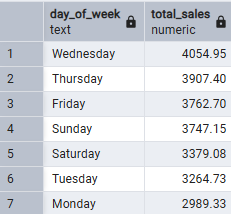 day_of_week total_sales
text numeric
1 Wednesday 4054.95
2 Thursday 3907.40
3 Friday 3762.70
4 Sunday 3747.15
5 Saturday 3379.08
6 Tuesday 3264.73
7 Monday 2989.33